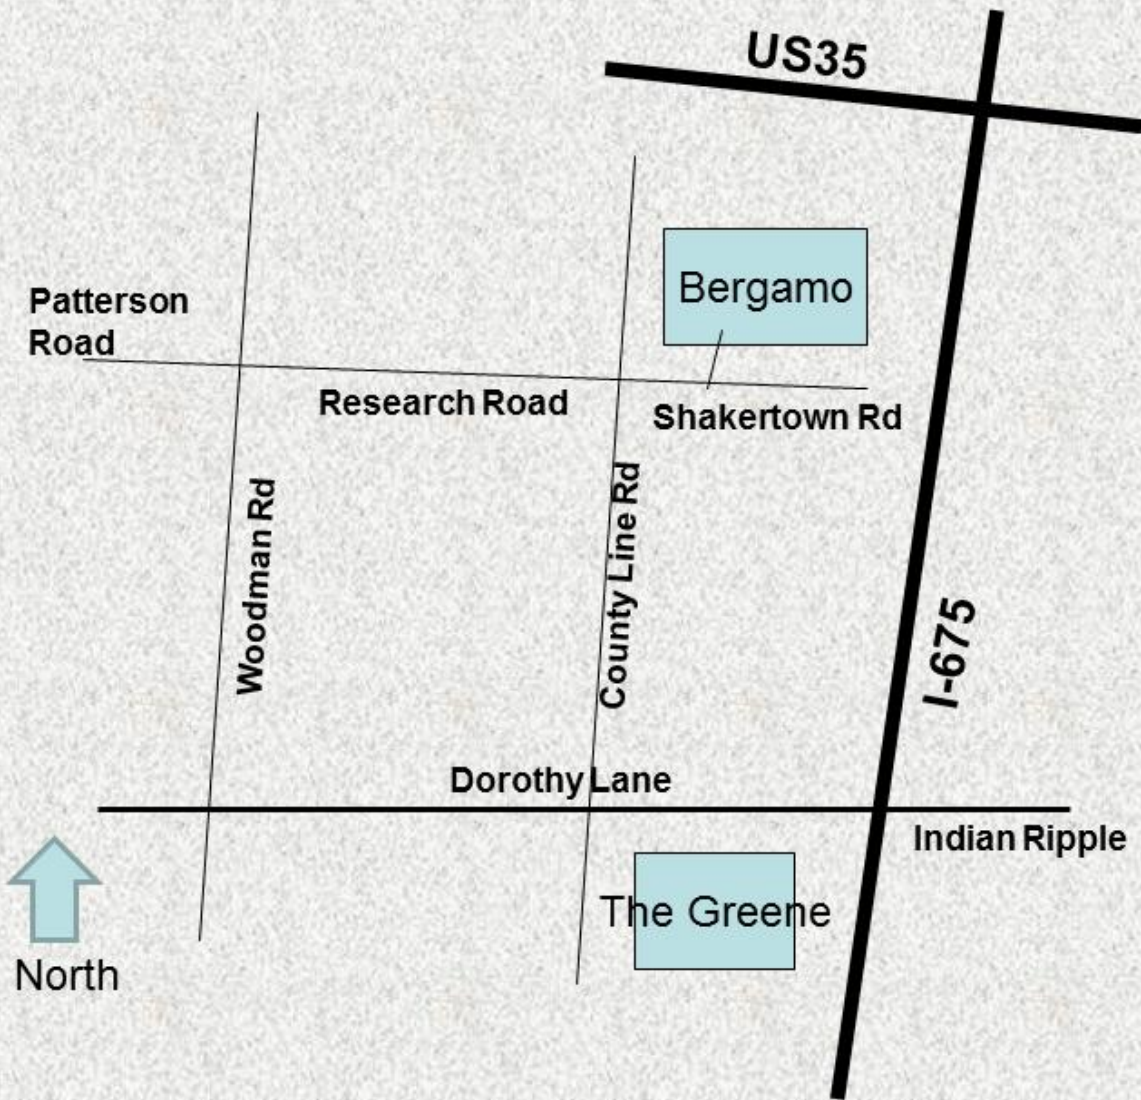 US35
Bergamo
Patterson
Road
Research Road
Shakertown Rd
Woodman Rd
County Line Rd
I-675
Dorothy Lane
Indian Ripple
The Greene
North